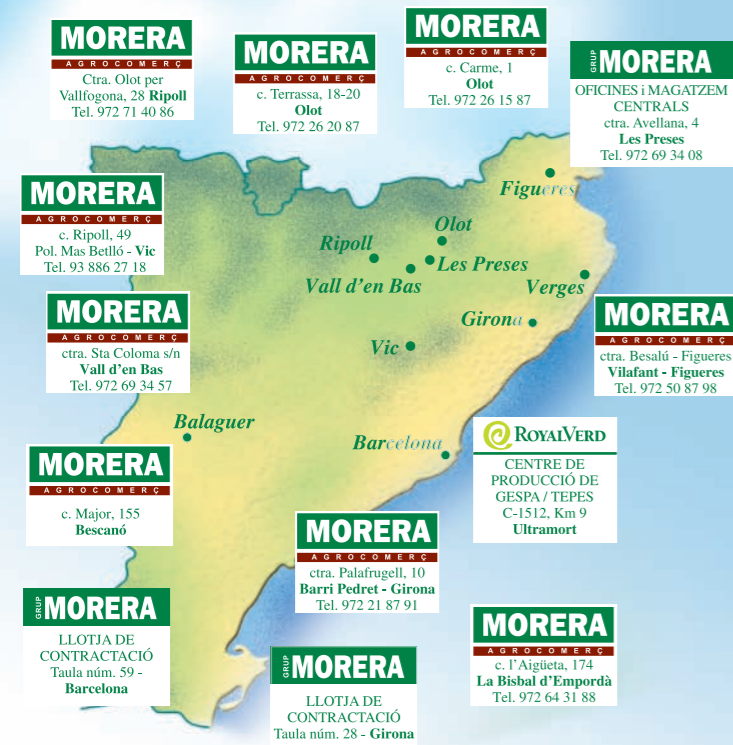 MORERA
AGROCOMERÇ
Ctra. Olot per
Vallfogona, 28 Ripoll
Tel. 972 71 40 86
MORERA
AGROCOMERÇ
c. Terrassa, 18-20
Olot
Tel. 972 26 20 87
MORERA
AGROCOMERÇ
c. Carme, 1
Olot
Tel. 972 26 15 87
GRUP MORERA
OFICINES i MAGATZEM
CENTRALS
ctra. Avellana, 4
Les Preses
Tel. 972 69 34 08
MORERA
AGROCOMERÇ
c. Ripoll, 49
Pol. Mas Betlló - Vic
Tel. 93 886 27 18
Figueres
Olot
Ripoll
Les Preses
Vall d'en Bas
Verges
Girona
Vic
Balaguer
Barcelona
MORERA
AGROCOMERÇ
ctra. Sta Coloma s/n
Vall d'en Bas
Tel. 972 69 34 57
MORERA
AGROCOMERÇ
ctra. Besalú - Figueres
Vilafant - Figueres
Tel. 972 50 87 98
ROYALVERD
CENTRE DE
PRODUCCIÓ DE
GESPA / TEPES
C-1512, Km 9
Ultramort
MORERA
AGROCOMERÇ
c. Major, 155
Bescanó
MORERA
AGROCOMERÇ
ctra. Palafrugell, 10
Barri Pedret - Girona
Tel. 972 21 87 91
GRUP MORERA
LLOTJA DE
CONTRACTACIÓ
Taula núm. 59 -
Barcelona
GRUP MORERA
LLOTJA DE
CONTRACTACIÓ
Taula núm. 28 - Girona
MORERA
AGROCOMERÇ
c. l'Aigüeta, 174
La Bisbal d'Empordà
Tel. 972 64 31 88